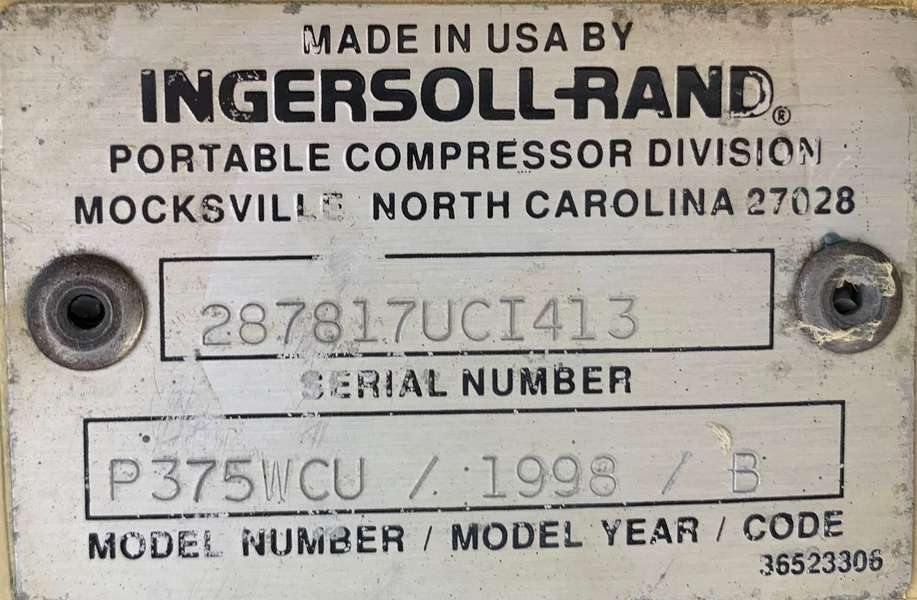 MADE IN USA BY
INGERSOLL-RAND®
PORTABLE COMPRESSOR DIVISION
MOCKSVILLE NORTH CAROLINA 27028
287817UCI413
SERIAL NUMBER
P375WCU / 1998 / B
MODEL NUMBER / MODEL YEAR / CODE
36523306